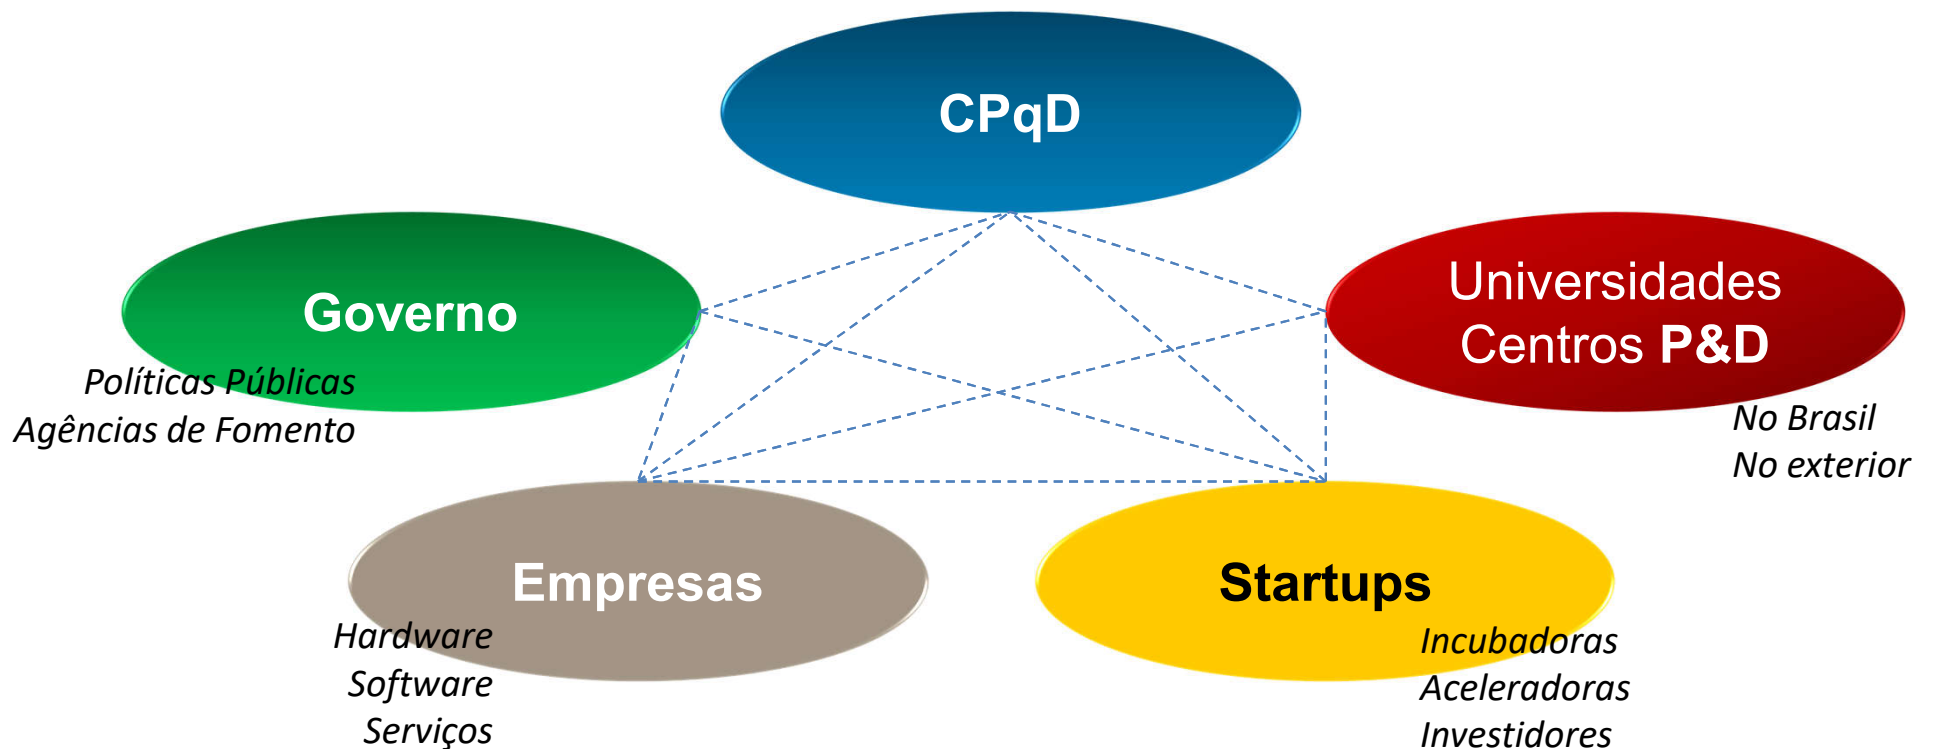 CPqD
Governo
Políticas Públicas
Agências de Fomento
Universidades
Centros P&D
No Brasil
No exterior
Empresas
Hardware
Software
Serviços
Startups
Incubadoras
Aceleradoras
Investidores